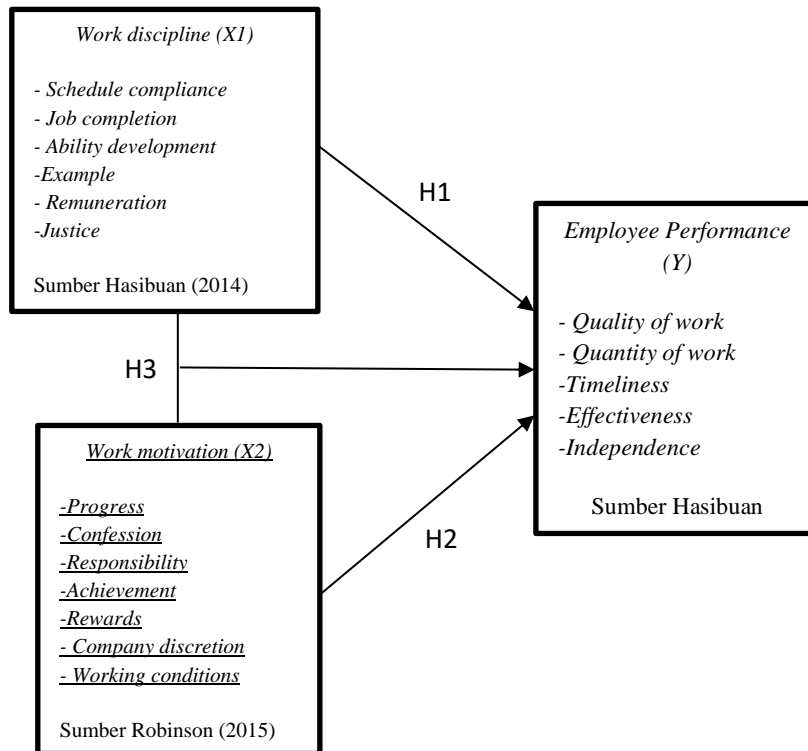 Work discipline (X1)
- Schedule compliance
- Job completion
- Ability development
-Example
- Remuneration
-Justice
Sumber Hasibuan (2014)
H1
Employee Performance
(Y)
- Quality of work
- Quantity of work
-Timeliness
-Effectiveness
-Independence
Sumber Hasibuan
H3
Work motivation (X2)
-Progress
-Confession
-Responsibility
-Achievement
-Rewards
- Company discretion
- Working conditions
Sumber Robinson (2015)
H2